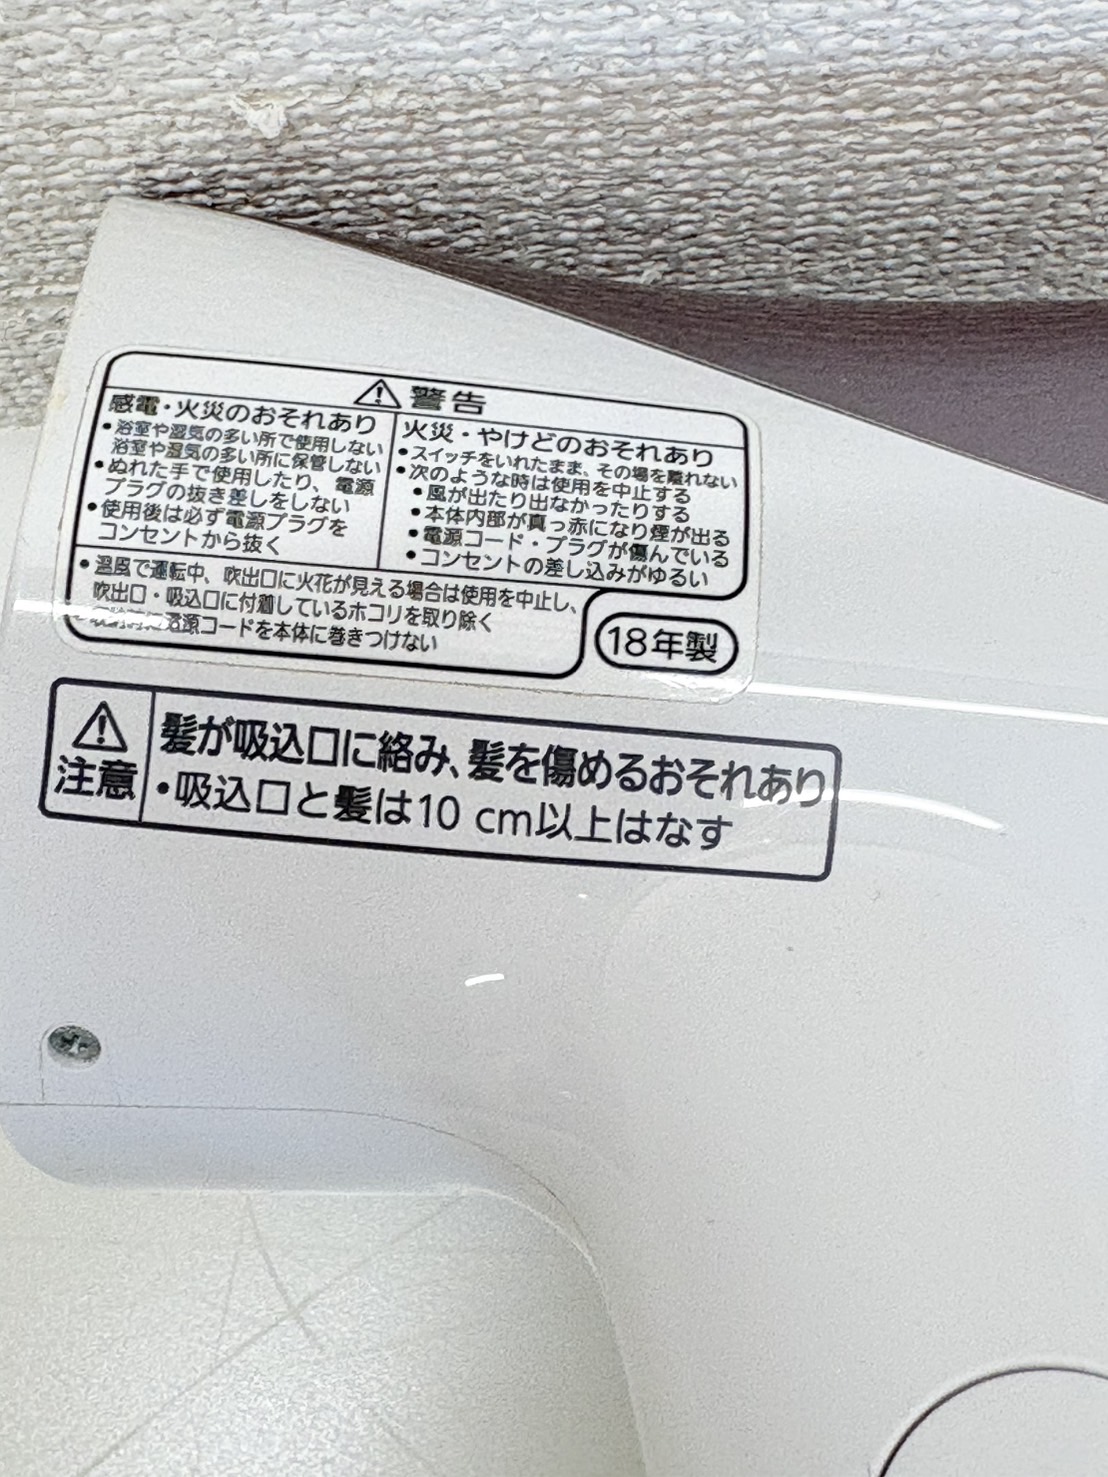 ⚠警告
感電・火災のおそれあり
•浴室や湿気の多い所で使用しない
浴室や湿気の多い所に保管しない
•ぬれた手で使用したり、電源
プラグの抜き差しをしない
•使用後は必ず電源プラグを
コンセントから抜く
火災・やけどのおそれあり
•スイッチをいれたまま、その場を離れない
•次のような時は使用を中止する
•風が出たり出なかったりする
•本体内部が真っ赤になり煙が出る
•電源コード・プラグが傷んでいる
•コンセントの差し込みがゆるい
•温風で運転中、吹出口に火花が見える場合は使用を中止し、
吹出口・吸込口に付着しているホコリを取り除く
電源コードを本体に巻きつけない
18年製
⚠注意
髪が吸込口に絡み、髪を傷めるおそれあり
•吸込口と髪は10 cm以上はなす